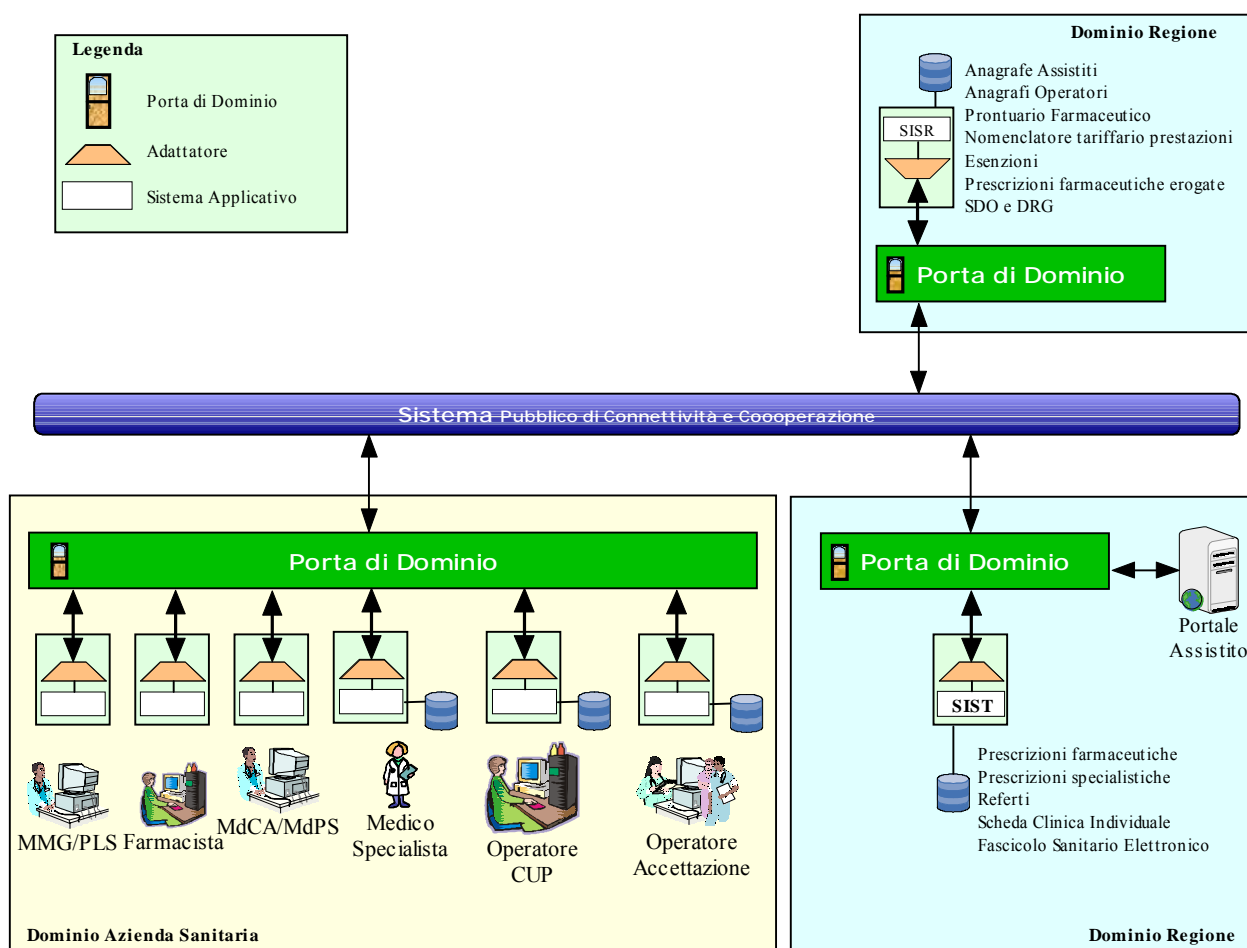 Legenda
Porta di Dominio
Adattatore
Sistema Applicativo
Dominio Regione
Anagrafe Assistiti
Anagrafi Operatori
Prontuario Farmaceutico
Nomenclatore tariffario prestazioni
Esenzioni
Prescrizioni farmaceutiche erogate
SDO e DRG
SISR
Porta di Dominio
Sistema Pubblico di Connettività e Coooperazione
Porta di Dominio
MMG/PLS
Farmacista
MdCA/MdPS
Medico
Specialista
Operatore
CUP
Operatore
Accettazione
Dominio Azienda Sanitaria
Porta di Dominio
Portale
Assistito
SIST
Prescrizioni farmaceutiche
Prescrizioni specialistiche
Referti
Scheda Clinica Individuale
Fascicolo Sanitario Elettronico
Dominio Regione